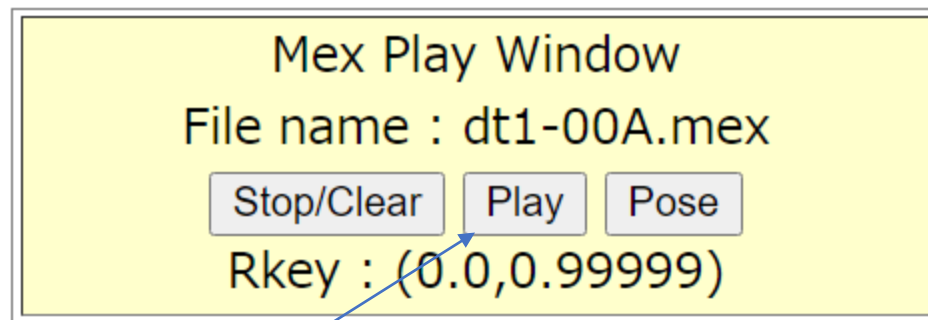 Mex Play Window
File name : dt1-00A.mex
Stop/Clear Play Pose
Rkey : (0.0,0.99999)